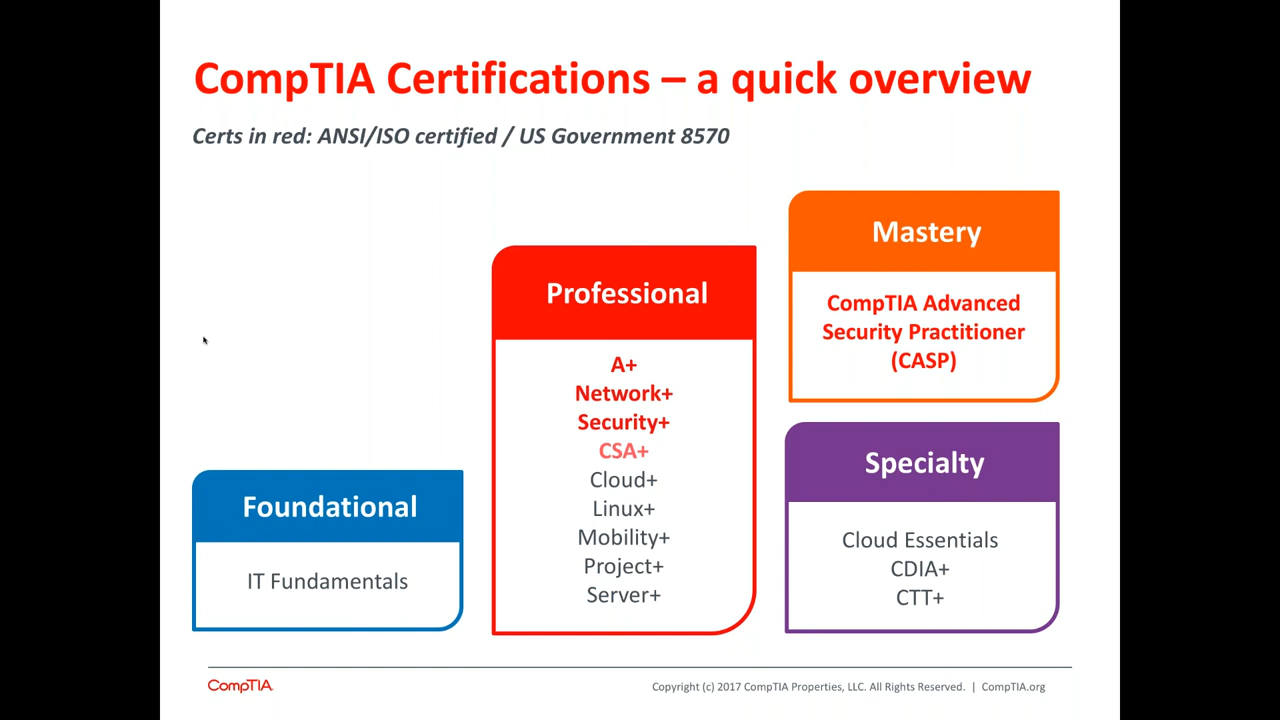 CompTIA Certifications – a quick overview
Certs in red: ANSI/ISO certified / US Government 8570
Foundational
IT Fundamentals
Professional
A+
Network+
Security+
CSA+
Cloud+
Linux+
Mobility+
Project+
Server+
Mastery
CompTIA Advanced
Security Practitioner
(CASP)
Specialty
Cloud Essentials
CDIA+
CTT+
CompTIA
Copyright (c) 2017 CompTIA Properties, LLC. All Rights Reserved. | CompTIA.org